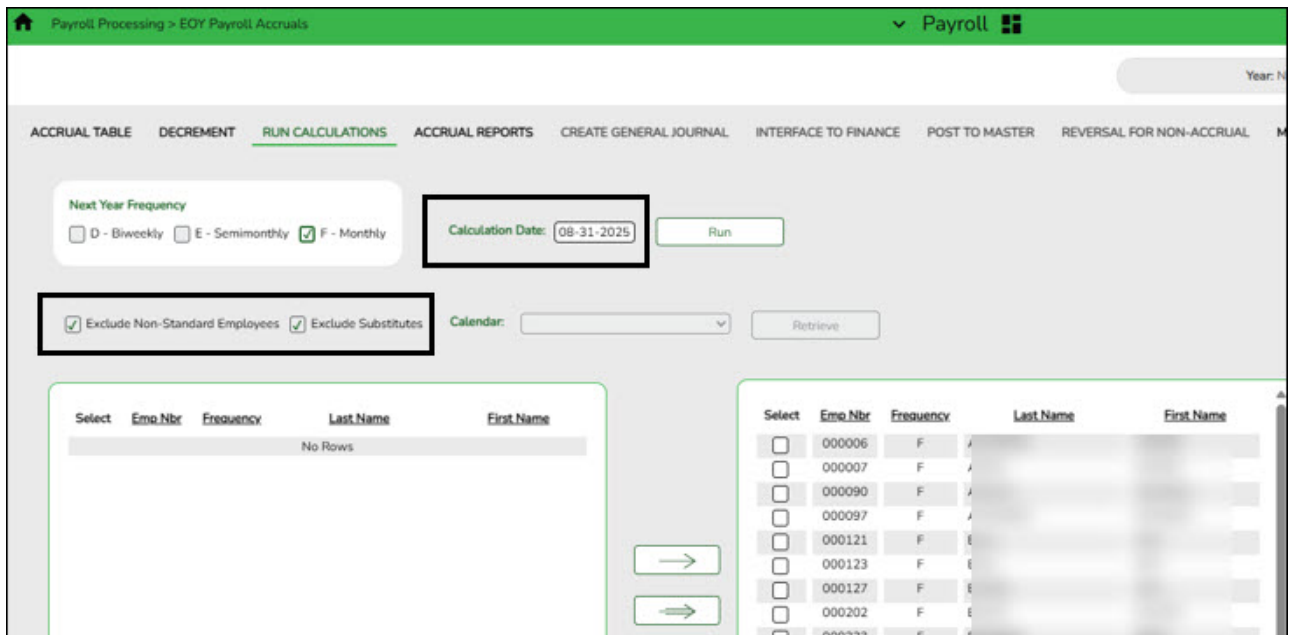 Payroll Processing > EOY Payroll Accruals
Payroll
Year:
ACCRUAL TABLE DECREMENT RUN CALCULATIONS ACCRUAL REPORTS CREATE GENERAL JOURNAL INTERFACE TO FINANCE POST TO MASTER REVERSAL FOR NON-ACCRUAL
Next Year Frequency
D - Biweekly E - Semimonthly F - Monthly
Calculation Date: 08-31-2025 Run
Exclude Non-Standard Employees Exclude Substitutes Calendar: Retrieve
Select Emp Nbr Frequency Last Name First Name
No Rows
Select Emp Nbr Frequency Last Name First Name
000006 F
000007 F
000090 F
000097 F
000121 F
000123 F
000127 F
000202 F